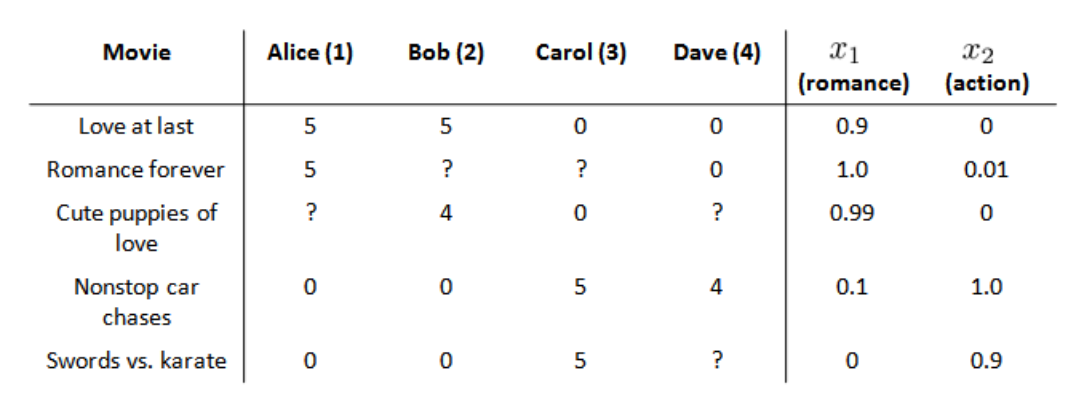 Movie Alice (1) Bob (2) Carol (3) Dave (4) x1 (romance) x2 (action)
Love at last 5 5 0 0 0.9 0
Romance forever 5 ? ? 0 1.0 0.01
Cute puppies of love ? 4 0 ? 0.99 0
Nonstop car chases 0 0 5 4 0.1 1.0
Swords vs. karate 0 0 5 ? 0 0.9